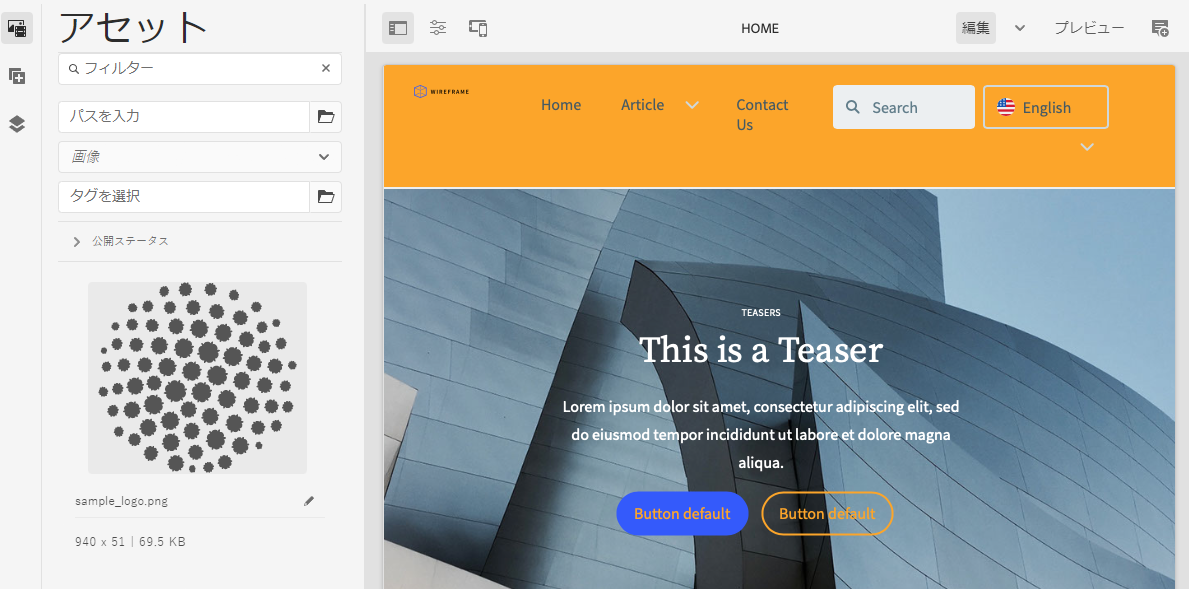 アセット
フィルター
パスを入力
画像
タグを選択
公開ステータス
sample_logo.png
940 x 51 | 69.5 KB
HOME
編集
プレビュー
WIREFRAME
Home
Article
Contact
Us
Search
English
TEASERS
This is a Teaser
Lorem ipsum dolor sit amet, consectetur adipiscing elit, sed
do eiusmod tempor incididunt ut labore et dolore magna
aliqua.
Button default
Button default